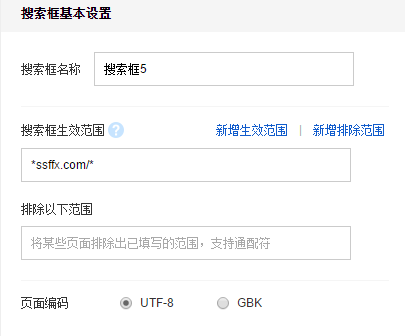 搜索框基本设置
搜索框名称 搜索框5
搜索框生效范围 ? 新增生效范围 | 新增排除范围
*ssffx.com/*
排除以下范围
将某些页面排除出已填写的范围，支持通配符
页面编码 UTF-8 GBK